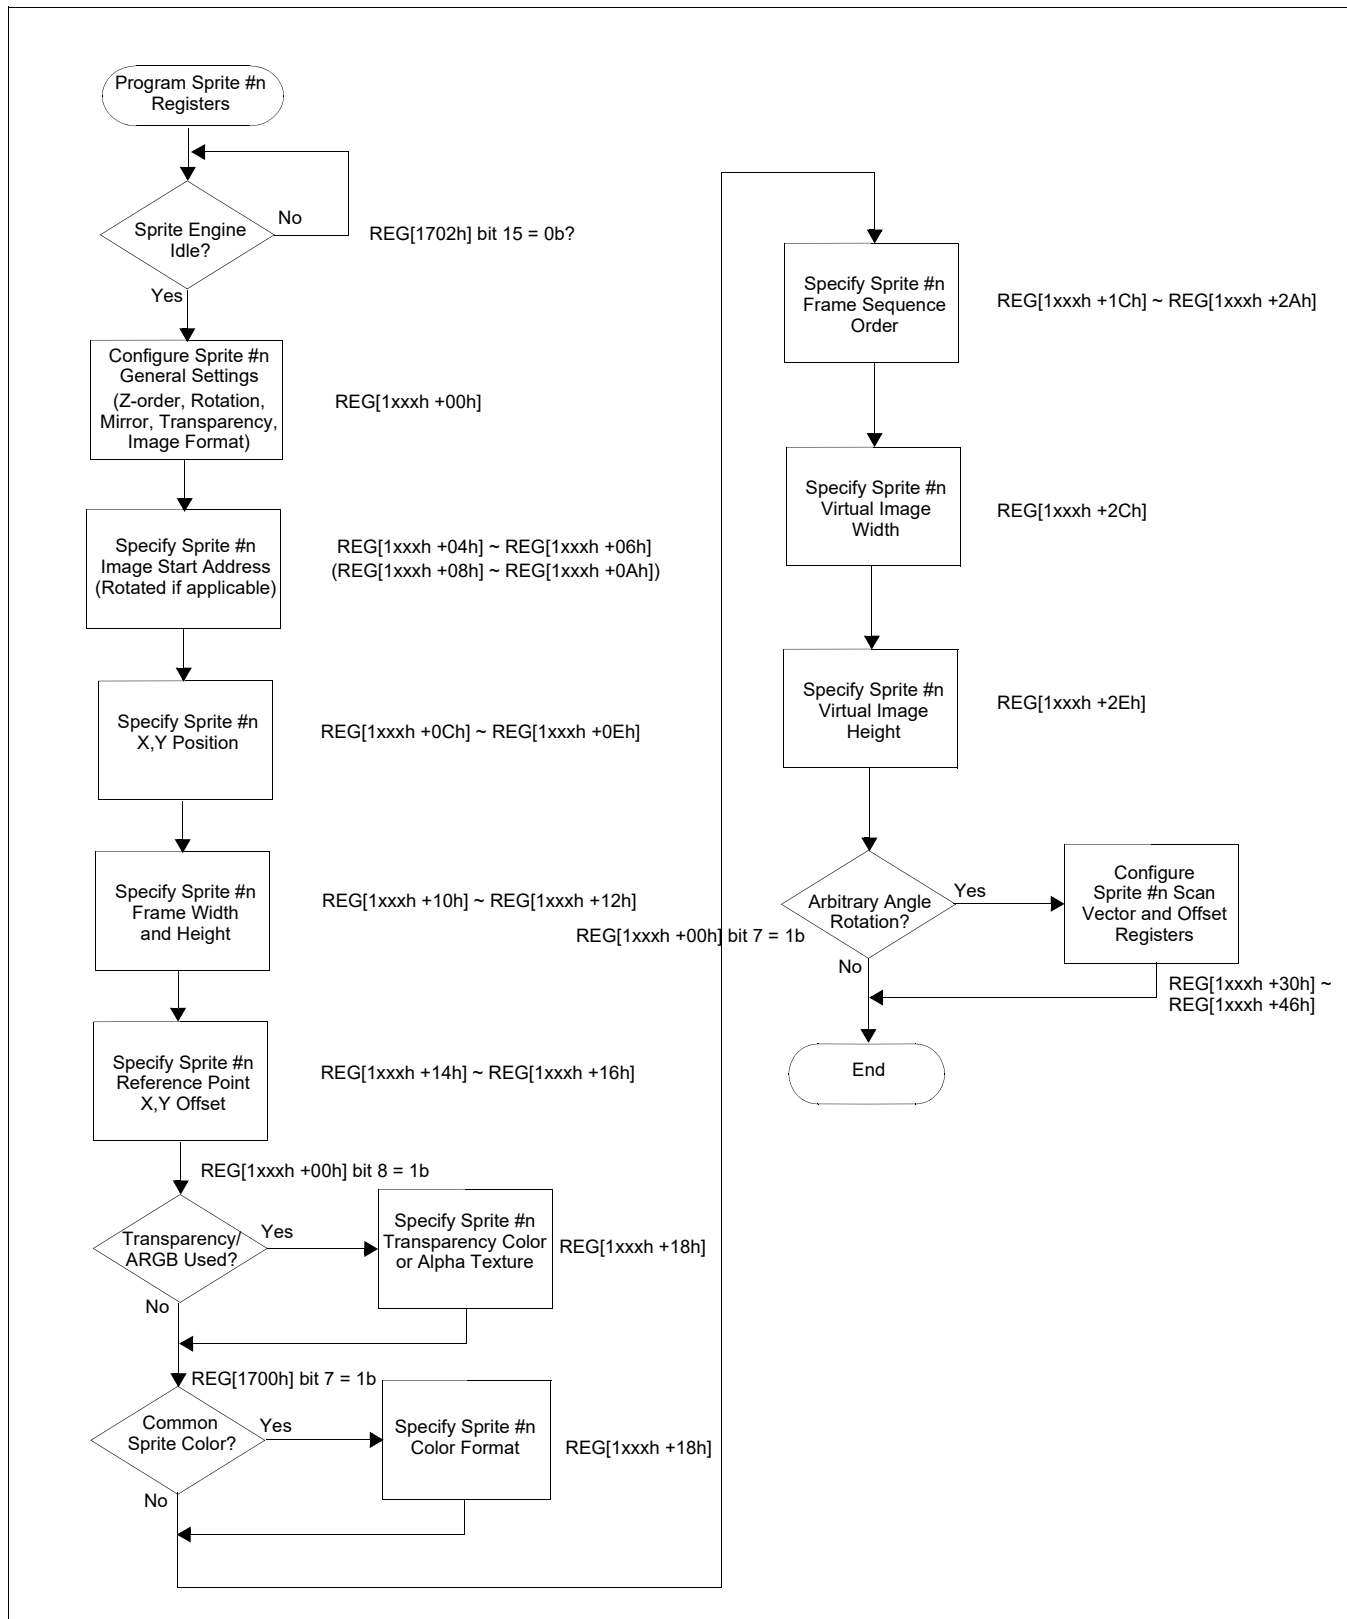 Program Sprite #n
Registers
No
Sprite Engine
Idle?
REG[1702h] bit 15 = 0b?
Yes
Configure Sprite #n
General Settings
(Z-order, Rotation,
Mirror, Transparency,
Image Format)
REG[1xxxh +00h]
Specify Sprite #n
Image Start Address
(Rotated if applicable)
REG[1xxxh +04h] ~ REG[1xxxh +06h]
(REG[1xxxh +08h] ~ REG[1xxxh +0Ah])
Specify Sprite #n
X,Y Position
REG[1xxxh +0Ch] ~ REG[1xxxh +0Eh]
Specify Sprite #n
Frame Width
and Height
REG[1xxxh +10h] ~ REG[1xxxh +12h]
Specify Sprite #n
Reference Point
X,Y Offset
REG[1xxxh +14h] ~ REG[1xxxh +16h]
REG[1xxxh +00h] bit 8 = 1b
Transparency/
ARGB Used?
Yes
Specify Sprite #n
Transparency Color
or Alpha Texture
REG[1xxxh +18h]
No
REG[1700h] bit 7 = 1b
Common
Sprite Color?
Yes
Specify Sprite #n
Color Format
REG[1xxxh +18h]
No
Specify Sprite #n
Frame Sequence
Order
REG[1xxxh +1Ch] ~ REG[1xxxh +2Ah]
Specify Sprite #n
Virtual Image
Width
REG[1xxxh +2Ch]
Specify Sprite #n
Virtual Image
Height
REG[1xxxh +2Eh]
Arbitrary Angle
Rotation?
REG[1xxxh +00h] bit 7 = 1b
Yes
Configure
Sprite #n Scan
Vector and Offset
Registers
No
REG[1xxxh +30h] ~
REG[1xxxh +46h]
End